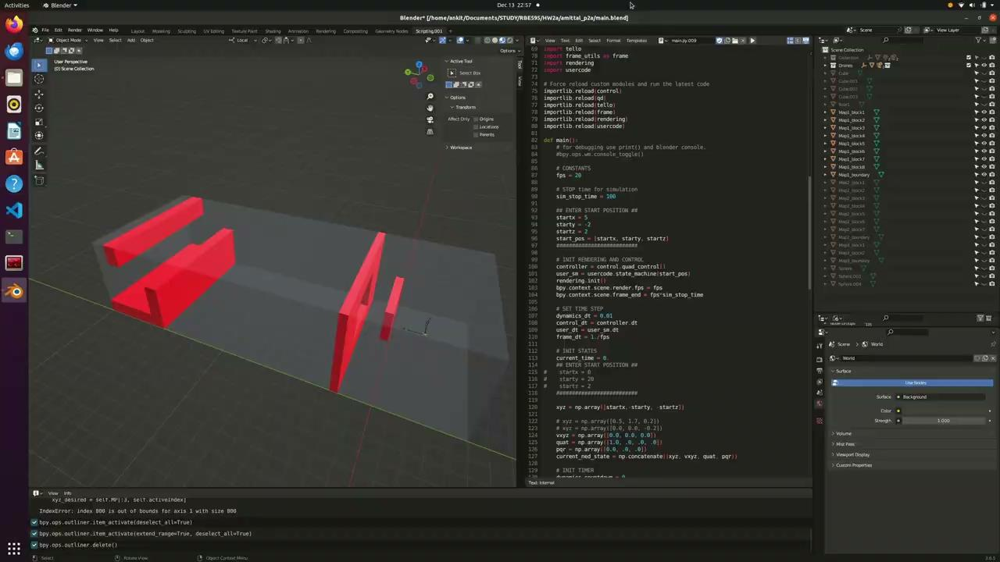 Activities
Blender
Dec 13 22:57
Blender* [/home/ankit/Documents/STUDY/RBE595/HW2a/amittal_p2a/main.blend]
File Edit Render Window Help
Layout Modeling Sculpting UV Editing Texture Paint Shading Animation Rendering Compositing Geometry Nodes Scripting.001
Scene
View Layer
Object Mode View Select Add Object
Local
View Text Edit Select Format Templates
main.py.009
Options
User Perspective
(0) Scene Collection
Active Tool
Select Box
Options
Transform
Affect Only Origins
Locations
Parents
Workspace
Tool
View
69 import tello
70 import frame_utils as frame
71 import rendering
72 import usercode
73
74 # Force reload custom modules and run the latest code
75 importlib.reload(control)
76 importlib.reload(qd)
77 importlib.reload(tello)
78 importlib.reload(frame)
79 importlib.reload(rendering)
80 importlib.reload(usercode)
81
82 def main():
83 # for debugging use print() and blender console.
84 #bpy.ops.wm.console_toggle()
85
86 # CONSTANTS
87 fps = 20
88
89 # STOP time for simulation
90 sim_stop_time = 100
91
92 ## ENTER START POSITION ##
93 startx = 5
94 starty = -2
95 startz = 2
96 start_pos = [startx, starty, startz]
97 #########################
98
99 # INIT RENDERING AND CONTROL
100 controller = control.quad_control()
101 user_sm = usercode.state_machine(start_pos)
102 rendering.init()
103 bpy.context.scene.render.fps = fps
104 bpy.context.scene.frame_end = fps*sim_stop_time
105
106 # SET TIME STEP
107 dynamics_dt = 0.01
108 control_dt = controller.dt
109 user_dt = user_sm.dt
110 frame_dt = 1./fps
111
112 # INIT STATES
113 current_time = 0.
114 ## ENTER START POSITION ##
115 # startx = 0
116 # starty = 20
117 # startz = 2
118 #########################
119
120 xyz = np.array([startx,-starty, -startz])
121
122 # xyz = np.array([0.5, 1.7, 0.2])
123 # xyz = np.array([0.0, 0.0, -0.2])
124 vxyz = np.array([0.0, 0.0, 0.0])
125 quat = np.array([1.0, .0, .0, .0])
126 pqr = np.array([0.0, .0, .0])
127 current_ned_state = np.concatenate((xyz, vxyz, quat, pqr))
128
129 # INIT TIMER
Text: Internal
Scene Collection
Collection
Drones
Cube
Cube.001
Cube.002
Cube.003
floor1
Map1_block1
Map1_block2
Map1_block3
Map1_block4
Map1_block5
Map1_block6
Map1_block7
Map1_block8
Map1_boundary
Map2_block1
Map2_block2
Map2_block3
Map2_block4
Map2_block5
Map2_block6
Map2_block7
Map2_boundary
Map3_block1
Map3_block2
Map3_boundary
Sphere
Sphere.001
Sphere.004
Scene World
World
Surface
Use Nodes
Surface Background
Color
Strength 1.000
Volume
Mist Pass
Viewport Display
Custom Properties
View Info
xyz_desired = self.MP[:3, self.activeIndex]
IndexError: index 800 is out of bounds for axis 1 with size 800
bpy.ops.outliner.item_activate(deselect_all=True)
bpy.ops.outliner.item_activate(extend_range=True, deselect_all=True)
bpy.ops.outliner.delete()
Select Rotate View Object Context Menu
3.6.5